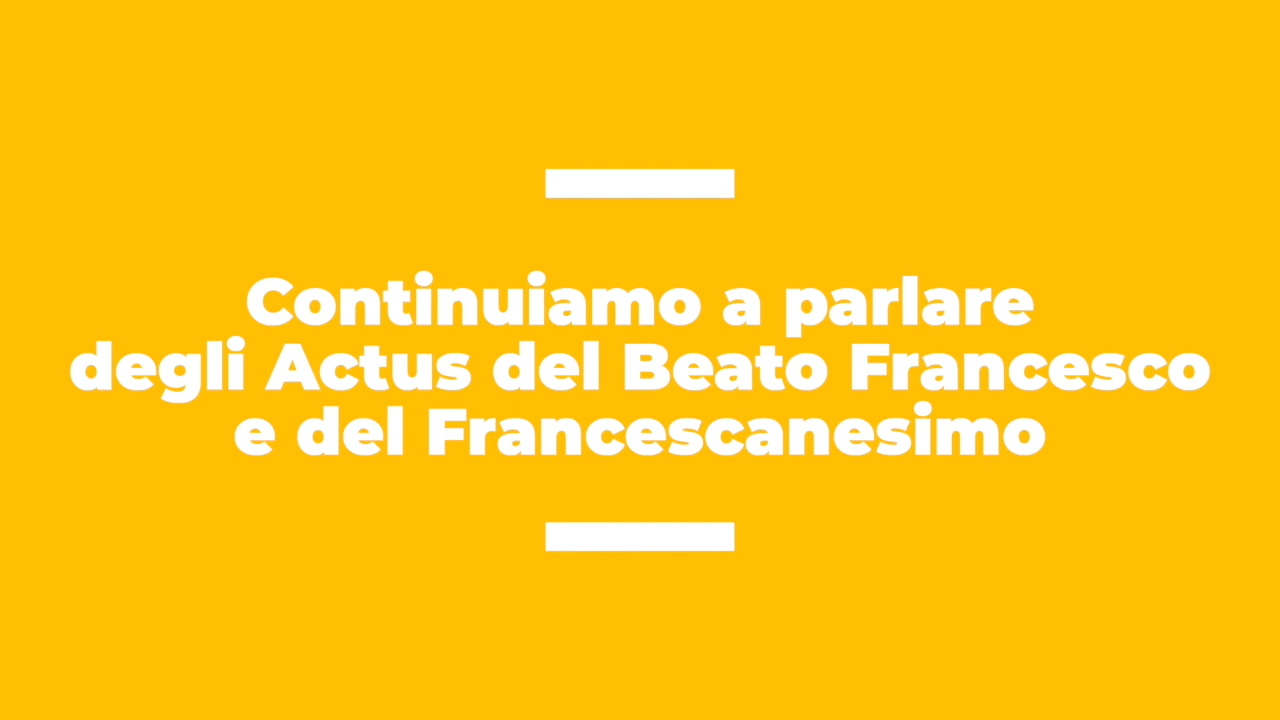 Continuiamo a parlare
degli Actus del Beato Francesco
e del Francescanesimo